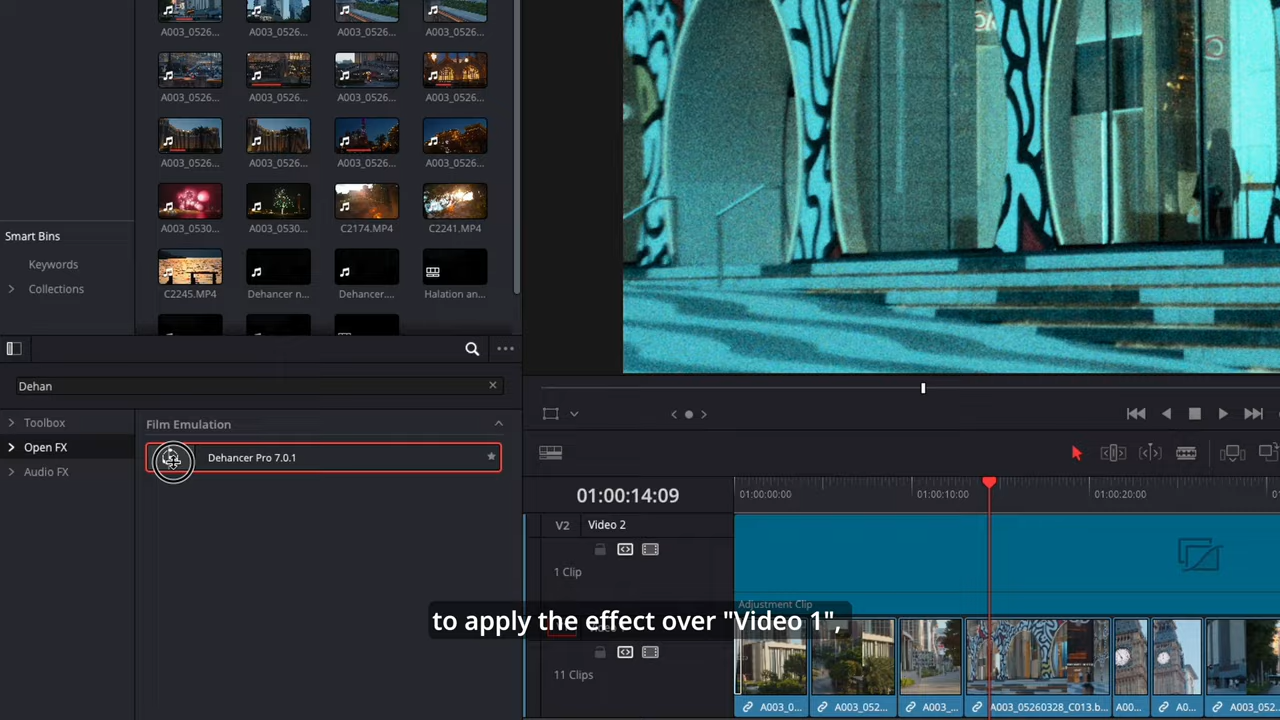 A003_0526... A003_0526... A003_0526... A003_0526...
A003_0526... A003_0526... A003_0526... A003_0526...
A003_0526... A003_0526... A003_0526... A003_0526...
A003_0530... A003_0530... C2174.MP4 C2241.MP4
C2245.MP4 Dehancer n... Dehancer.... Halation an...
Smart Bins
Keywords
Collections
Dehan
Toolbox
Open FX
Audio FX
Film Emulation
Dehancer Pro 7.0.1
01:00:14:09
01:00:00:00 01:00:10:00 01:00:20:00
V2 Video 2
1 Clip
Adjustment Clip
to apply the effect over "Video 1",
11 Clips
A003_0... A003_052... A003_... A003_05260328_C013.b... A00... A0... A003_052...